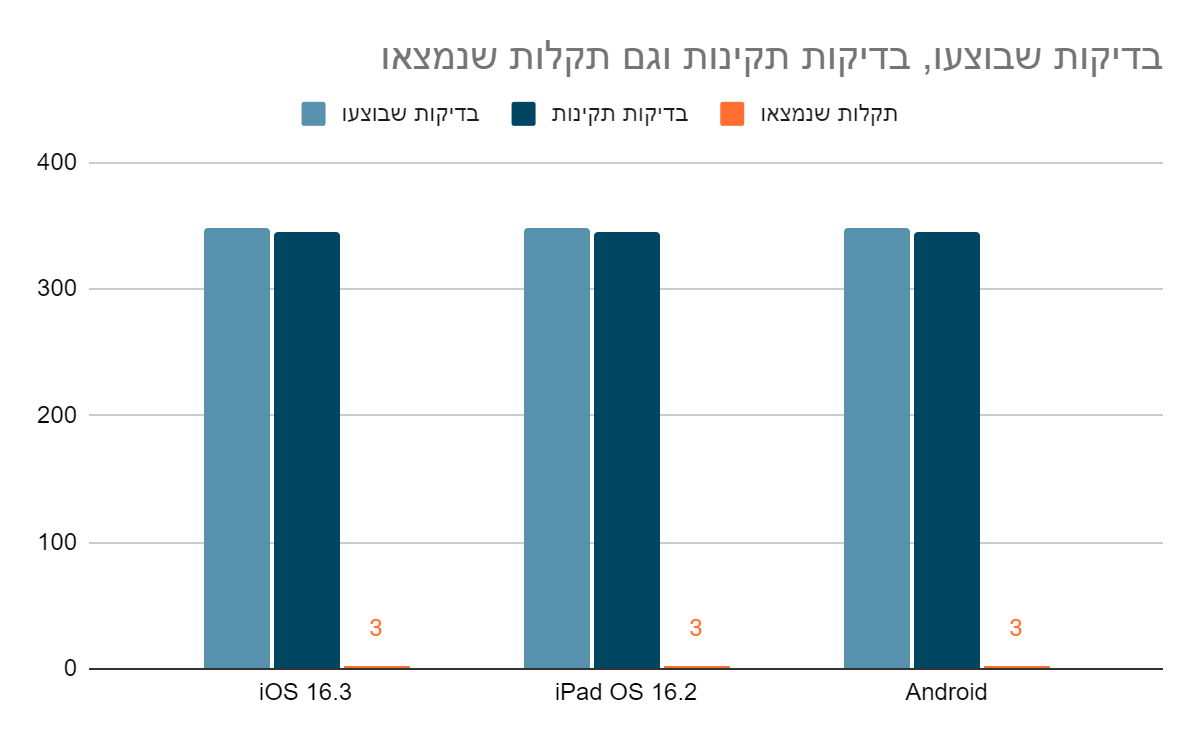 בדיקות שבוצעו, בדיקות תקינות וגם תקלות שנמצאו
בדיקות שבוצעו
בדיקות תקינות
תקלות שנמצאו
400
300
200
100
0
3
3
3
iOS 16.3
iPad OS 16.2
Android